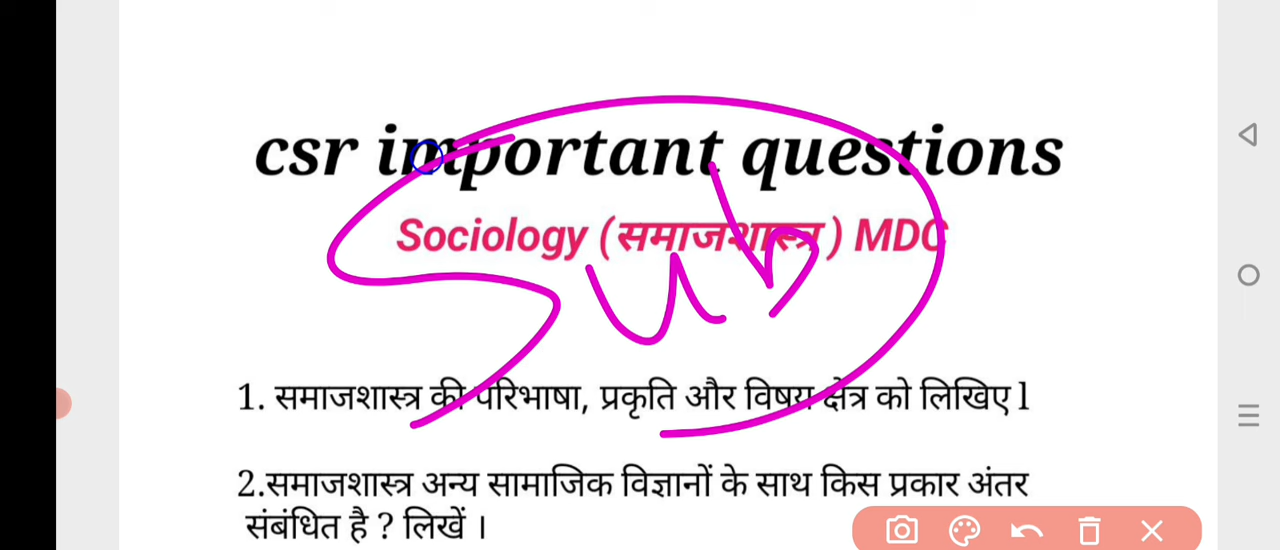 csr important questions
Sociology (समाजशास्त्र) MDC
Sub
1. समाजशास्त्र की परिभाषा, प्रकृति और विषय क्षेत्र को लिखिए l
2.समाजशास्त्र अन्य सामाजिक विज्ञानों के साथ किस प्रकार अंतर
संबंधित है ? लिखें ।